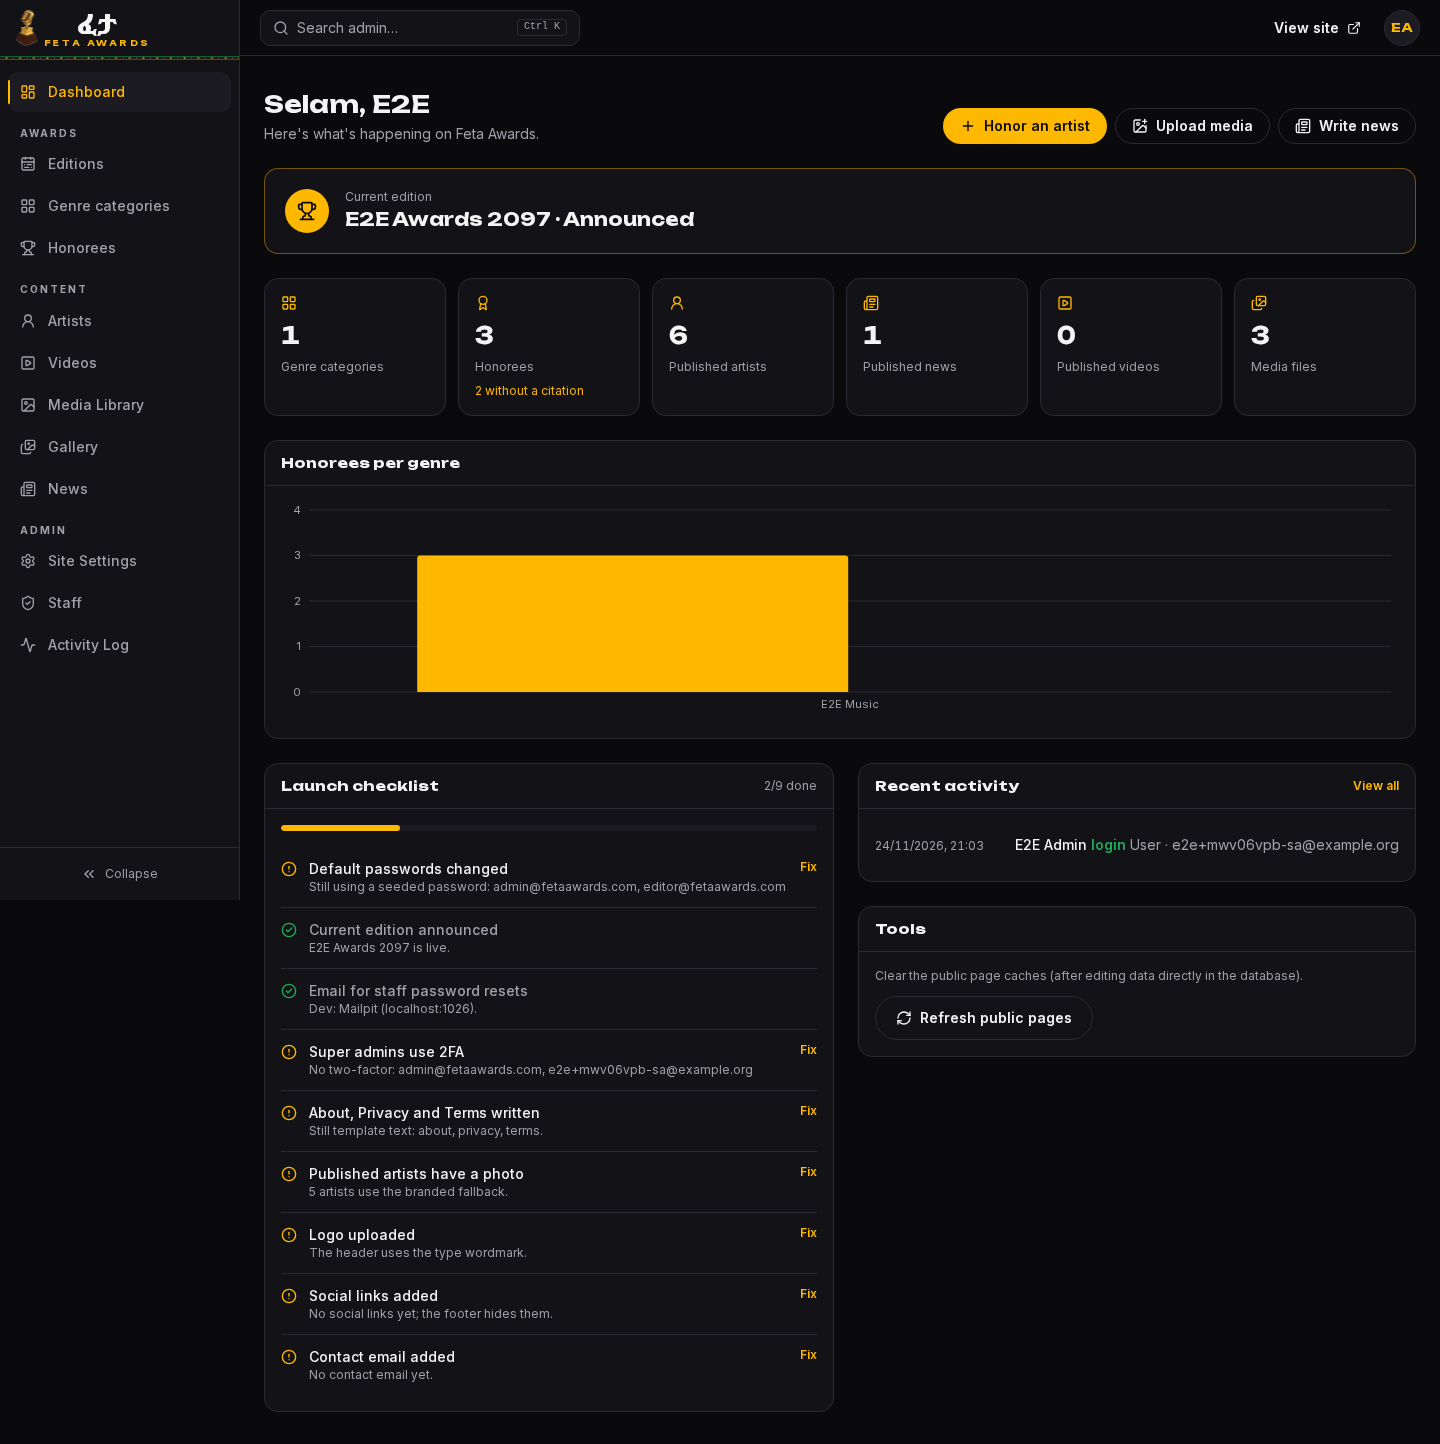 ፈታ
FETA AWARDS
Search admin...
Ctrl K
View site
EA
Dashboard
AWARDS
Editions
Genre categories
Honorees
CONTENT
Artists
Videos
Media Library
Gallery
News
ADMIN
Site Settings
Staff
Activity Log
Collapse
Selam, E2E
Here's what's happening on Feta Awards.
Honor an artist
Upload media
Write news
Current edition
E2E Awards 2097 · Announced
1
Genre categories
3
Honorees
2 without a citation
6
Published artists
1
Published news
0
Published videos
3
Media files
Honorees per genre
4
3
2
1
0
E2E Music
Launch checklist
2/9 done
Default passwords changed
Fix
Still using a seeded password: admin@fetaawards.com, editor@fetaawards.com
Current edition announced
E2E Awards 2097 is live.
Email for staff password resets
Dev: Mailpit (localhost:1026).
Super admins use 2FA
Fix
No two-factor: admin@fetaawards.com, e2e+mwv06vpb-sa@example.org
About, Privacy and Terms written
Fix
Still template text: about, privacy, terms.
Published artists have a photo
Fix
5 artists use the branded fallback.
Logo uploaded
Fix
The header uses the type wordmark.
Social links added
Fix
No social links yet; the footer hides them.
Contact email added
Fix
No contact email yet.
Recent activity
View all
24/11/2026, 21:03
E2E Admin login User · e2e+mwv06vpb-sa@example.org
Tools
Clear the public page caches (after editing data directly in the database).
Refresh public pages